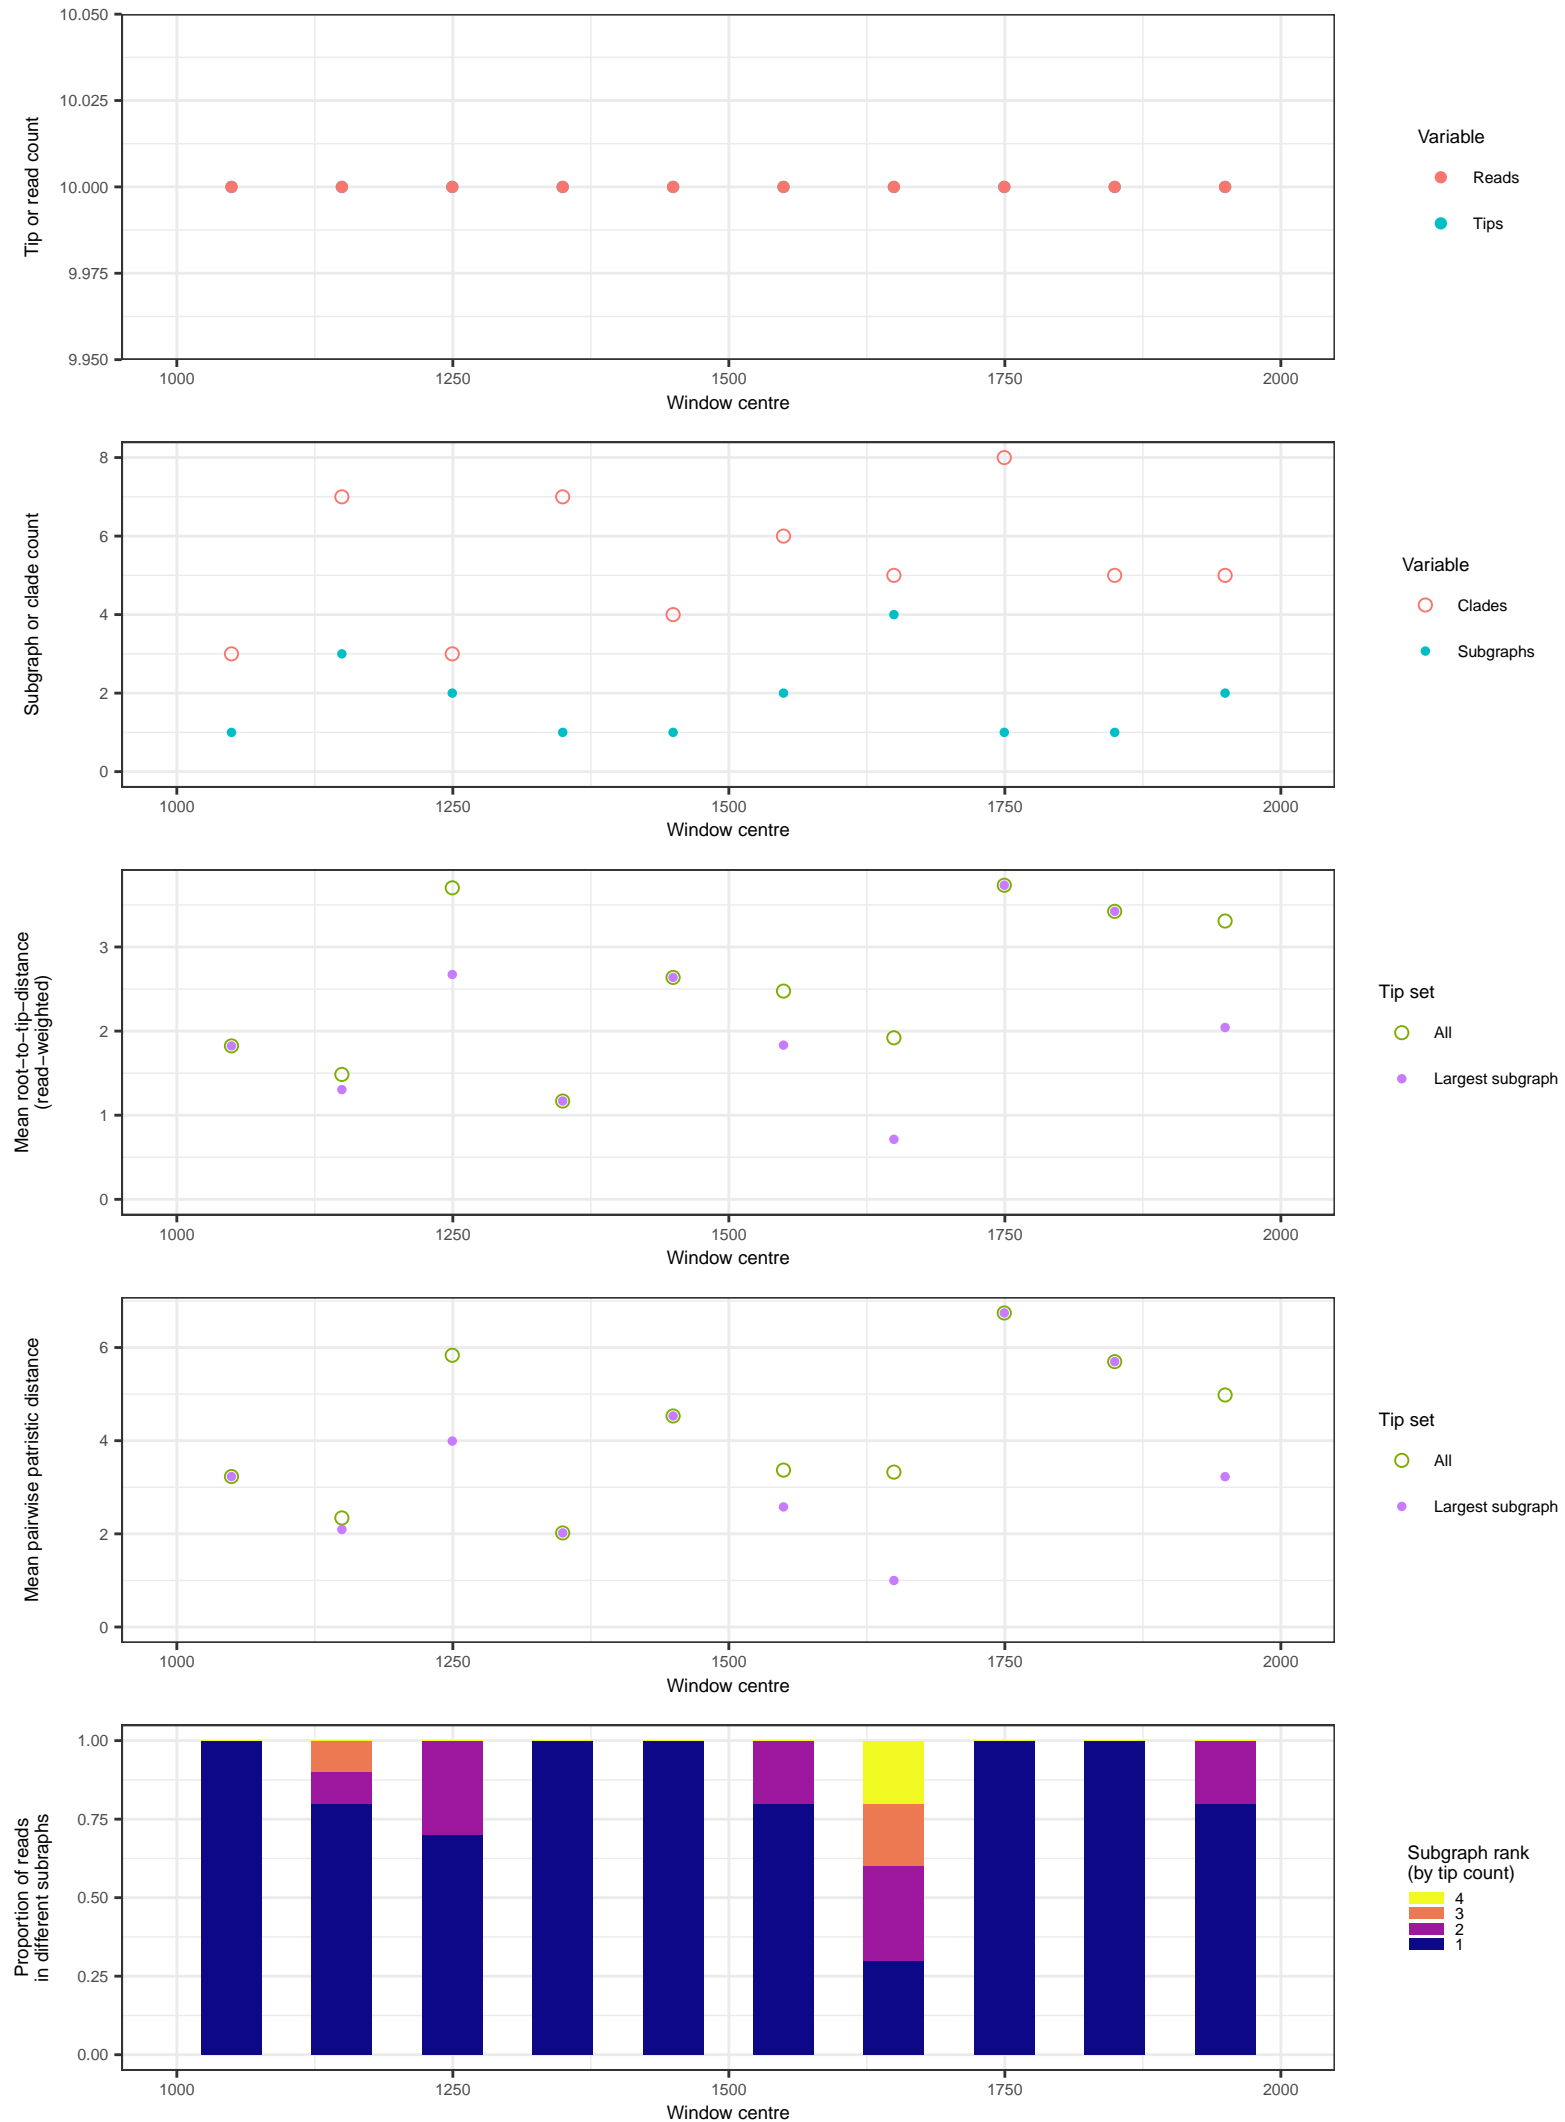 10.050
10.025
10.000
9.975
9.950
Tip or read count
1000 1250 1500 1750 2000
Window centre
Variable
Reads
Tips
8
6
4
2
0
Subgraph or clade count
1000 1250 1500 1750 2000
Window centre
Variable
Clades
Subgraphs
3
2
1
0
Mean root−to−tip−distance
(read−weighted)
1000 1250 1500 1750 2000
Window centre
Tip set
All
Largest subgraph
6
4
2
0
Mean pairwise patristic distance
1000 1250 1500 1750 2000
Window centre
Tip set
All
Largest subgraph
1.00
0.75
0.50
0.25
0.00
Proportion of reads
in different subraphs
1000 1250 1500 1750 2000
Window centre
Subgraph rank
(by tip count)
4
3
2
1